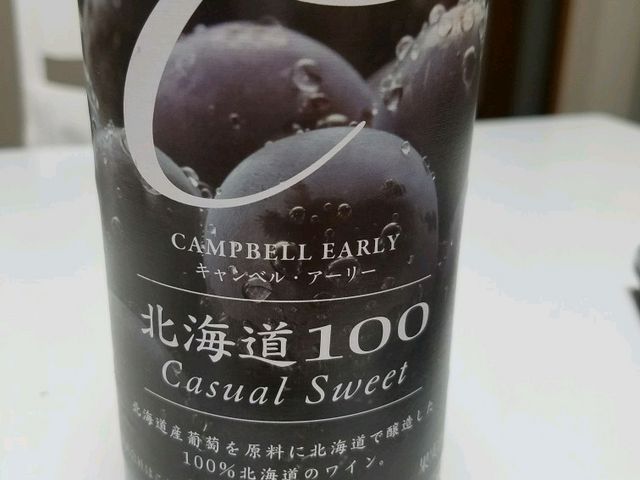 C
CAMPBELL EARLY
キャンベル・アーリー
北海道100
Casual Sweet
北海道産葡萄を原料に北海道で醸造した
100%北海道のワイン。